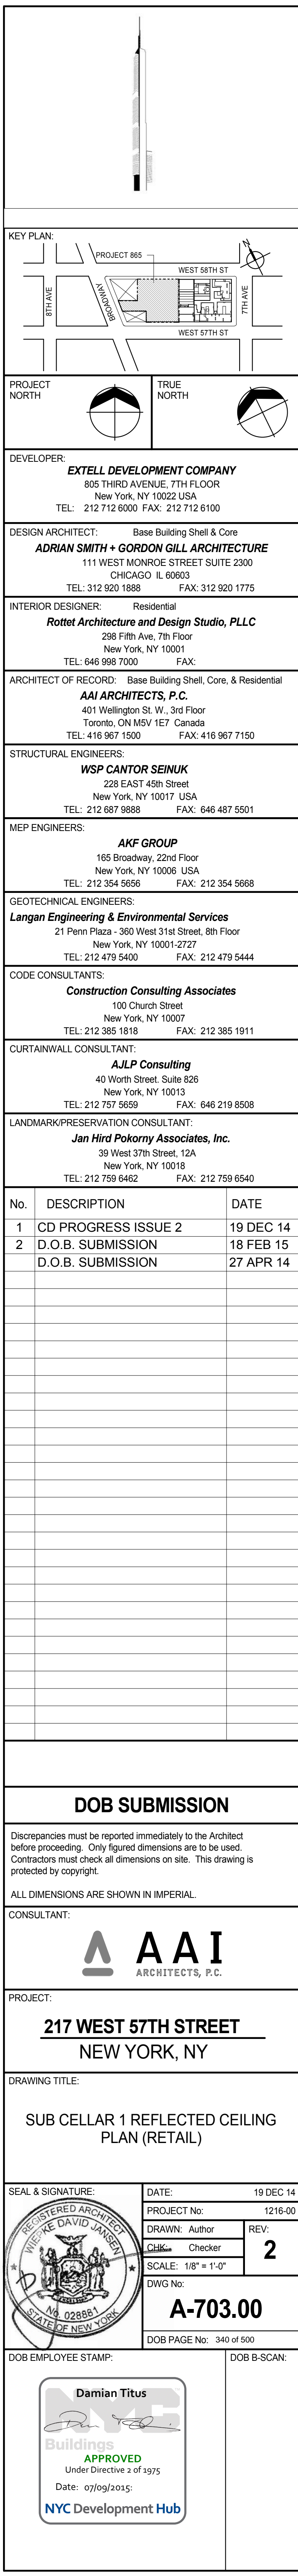 KEY PLAN:
N
PROJECT 865
WEST 58TH ST
8TH AVE
BROADWAY
7TH AVE
WEST 57TH ST
PROJECT
NORTH
TRUE
NORTH
DEVELOPER:
EXTELL DEVELOPMENT COMPANY
805 THIRD AVENUE, 7TH FLOOR
New York, NY 10022 USA
TEL: 212 712 6000 FAX: 212 712 6100
DESIGN ARCHITECT: Base Building Shell & Core
ADRIAN SMITH + GORDON GILL ARCHITECTURE
111 WEST MONROE STREET SUITE 2300
CHICAGO IL 60603
TEL: 312 920 1888 FAX: 312 920 1775
INTERIOR DESIGNER: Residential
Rottet Architecture and Design Studio, PLLC
298 Fifth Ave, 7th Floor
New York, NY 10001
TEL: 646 998 7000 FAX:
ARCHITECT OF RECORD: Base Building Shell, Core, & Residential
AAI ARCHITECTS, P.C.
401 Wellington St. W., 3rd Floor
Toronto, ON M5V 1E7 Canada
TEL: 416 967 1500 FAX: 416 967 7150
STRUCTURAL ENGINEERS:
WSP CANTOR SEINUK
228 EAST 45th Street
New York, NY 10017 USA
TEL: 212 687 9888 FAX: 646 487 5501
MEP ENGINEERS:
AKF GROUP
165 Broadway, 22nd Floor
New York, NY 10006 USA
TEL: 212 354 5656 FAX: 212 354 5668
GEOTECHNICAL ENGINEERS:
Langan Engineering & Environmental Services
21 Penn Plaza - 360 West 31st Street, 8th Floor
New York, NY 10001-2727
TEL: 212 479 5400 FAX: 212 479 5444
CODE CONSULTANTS:
Construction Consulting Associates
100 Church Street
New York, NY 10007
TEL: 212 385 1818 FAX: 212 385 1911
CURTAINWALL CONSULTANT:
AJLP Consulting
40 Worth Street. Suite 826
New York, NY 10013
TEL: 212 757 5659 FAX: 646 219 8508
LANDMARK/PRESERVATION CONSULTANT:
Jan Hird Pokorny Associates, Inc.
39 West 37th Street, 12A
New York, NY 10018
TEL: 212 759 6462 FAX: 212 759 6540
No. DESCRIPTION DATE
1 CD PROGRESS ISSUE 2 19 DEC 14
2 D.O.B. SUBMISSION 18 FEB 15
D.O.B. SUBMISSION 27 APR 14
DOB SUBMISSION
Discrepancies must be reported immediately to the Architect
before proceeding. Only figured dimensions are to be used.
Contractors must check all dimensions on site. This drawing is
protected by copyright.
ALL DIMENSIONS ARE SHOWN IN IMPERIAL.
CONSULTANT:
AAI
ARCHITECTS, P.C.
PROJECT:
217 WEST 57TH STREET
NEW YORK, NY
DRAWING TITLE:
SUB CELLAR 1 REFLECTED CEILING
PLAN (RETAIL)
SEAL & SIGNATURE:
REGISTERED ARCHITECT
WIEPKE DAVID JANSEN
No. 028881
STATE OF NEW YORK
DATE: 19 DEC 14
PROJECT No: 1216-00
DRAWN: Author
CHK: Checker
SCALE: 1/8" = 1'-0"
REV:
2
DWG No:
A-703.00
DOB PAGE No: 340 of 500
DOB EMPLOYEE STAMP:
DOB B-SCAN:
NYC
Damian Titus
Buildings
APPROVED
Under Directive 2 of 1975
Date: 07/09/2015:
NYC Development Hub